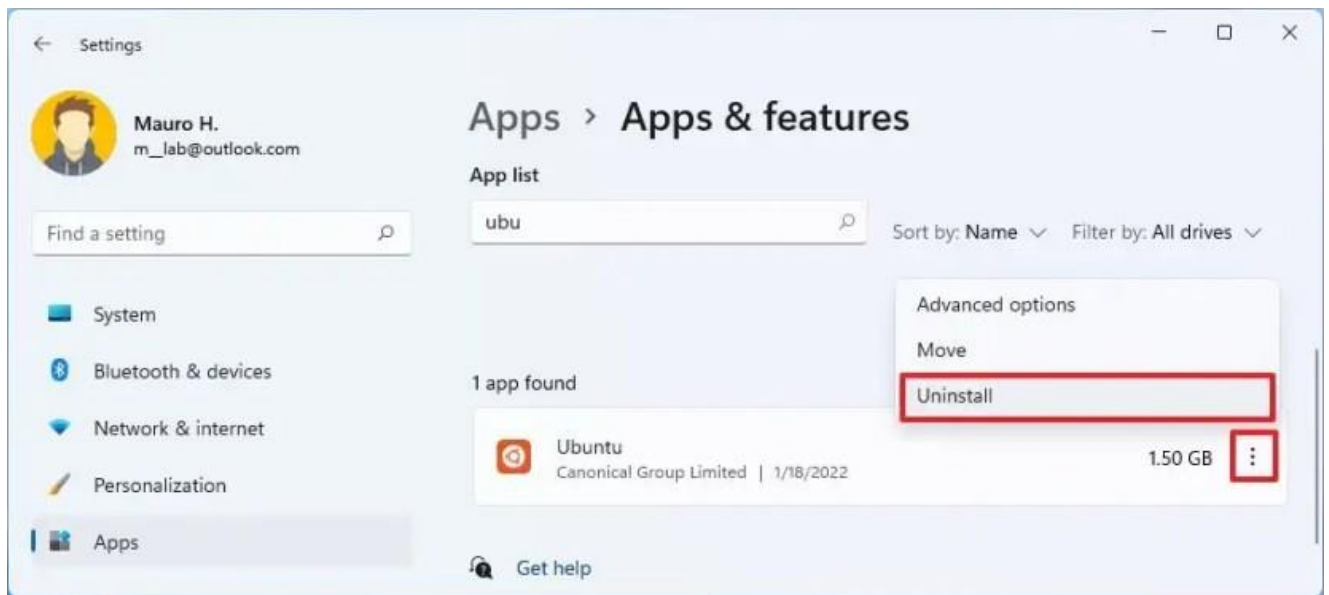 Settings
Mauro H.
m__lab@outlook.com
Find a setting
System
Bluetooth & devices
Network & internet
Personalization
Apps
Apps > Apps & features
App list
ubu
Sort by: Name Filter by: All drives
Advanced options
Move
Uninstall
1 app found
Ubuntu
Canonical Group Limited | 1/18/2022
1.50 GB
Get help